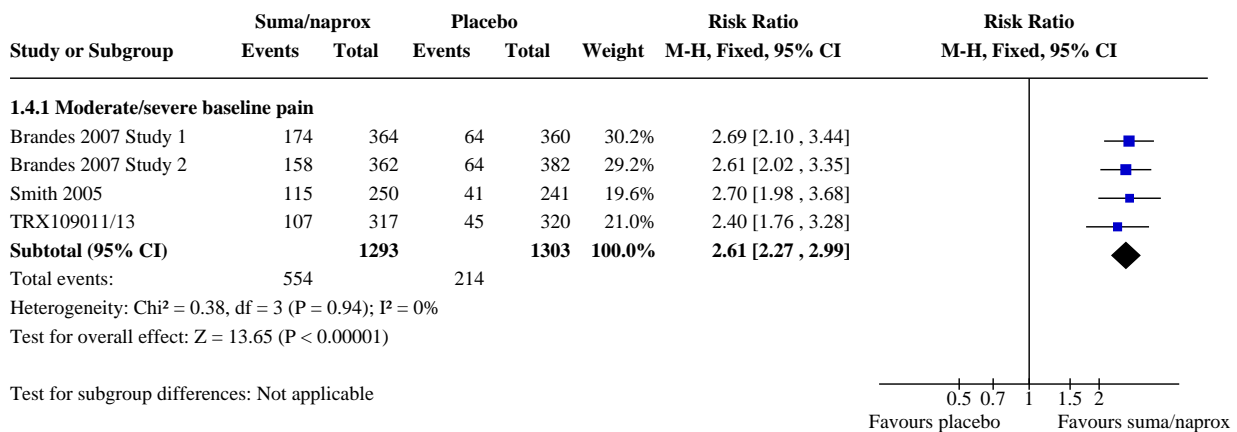 Suma/naprox Placebo Risk Ratio Risk Ratio
Study or Subgroup Events Total Events Total Weight M-H, Fixed, 95% CI M-H, Fixed, 95% CI
1.4.1 Moderate/severe baseline pain
Brandes 2007 Study 1 174 364 64 360 30.2% 2.69 [2.10 , 3.44]
Brandes 2007 Study 2 158 362 64 382 29.2% 2.61 [2.02 , 3.35]
Smith 2005 115 250 41 241 19.6% 2.70 [1.98 , 3.68]
TRX109011/13 107 317 45 320 21.0% 2.40 [1.76 , 3.28]
Subtotal (95% CI) 1293 1303 100.0% 2.61 [2.27 , 2.99]
Total events: 554 214
Heterogeneity: Chi² = 0.38, df = 3 (P = 0.94); I² = 0%
Test for overall effect: Z = 13.65 (P < 0.00001)
Test for subgroup differences: Not applicable
0.5 0.7 1 1.5 2
Favours placebo Favours suma/naprox